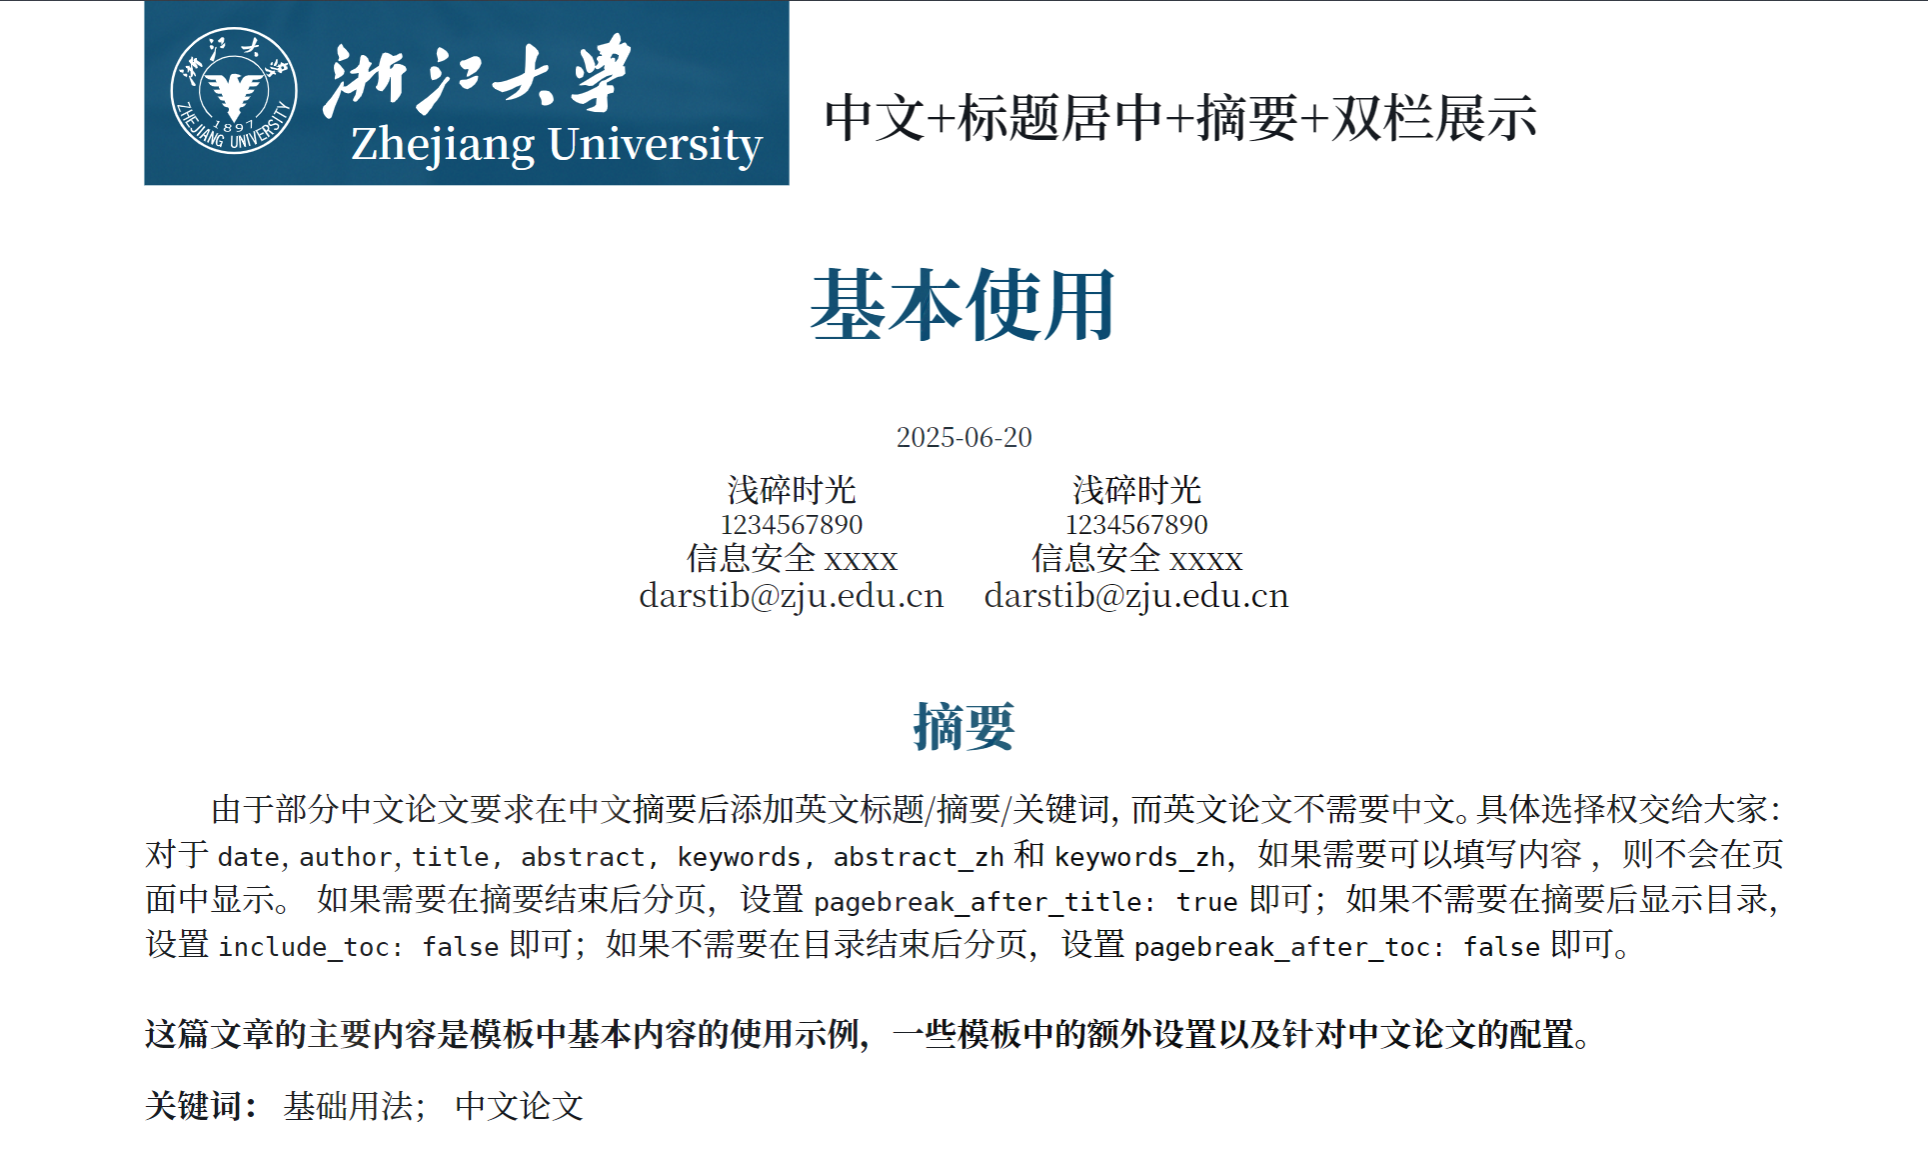 浙江大学
ZHEJIANG UNIVERSITY
1897
浙江大学
Zhejiang University
中文+标题居中+摘要+双栏展示
基本使用
2025-06-20
浅碎时光 浅碎时光
1234567890 1234567890
信息安全 xxxx 信息安全 xxxx
darstib@zju.edu.cn darstib@zju.edu.cn
摘要
由于部分中文论文要求在中文摘要后添加英文标题/摘要/关键词，而英文论文不需要中文。具体选择权交给大家：
对于 date, author, title, abstract, keywords, abstract_zh 和 keywords_zh，如果需要可以填写内容 ，则不会在页
面中显示。 如果需要在摘要结束后分页，设置 pagebreak_after_title: true 即可；如果不需要在摘要后显示目录，
设置 include_toc: false 即可；如果不需要在目录结束后分页，设置 pagebreak_after_toc: false 即可。
这篇文章的主要内容是模板中基本内容的使用示例，一些模板中的额外设置以及针对中文论文的配置。
关键词： 基础用法； 中文论文